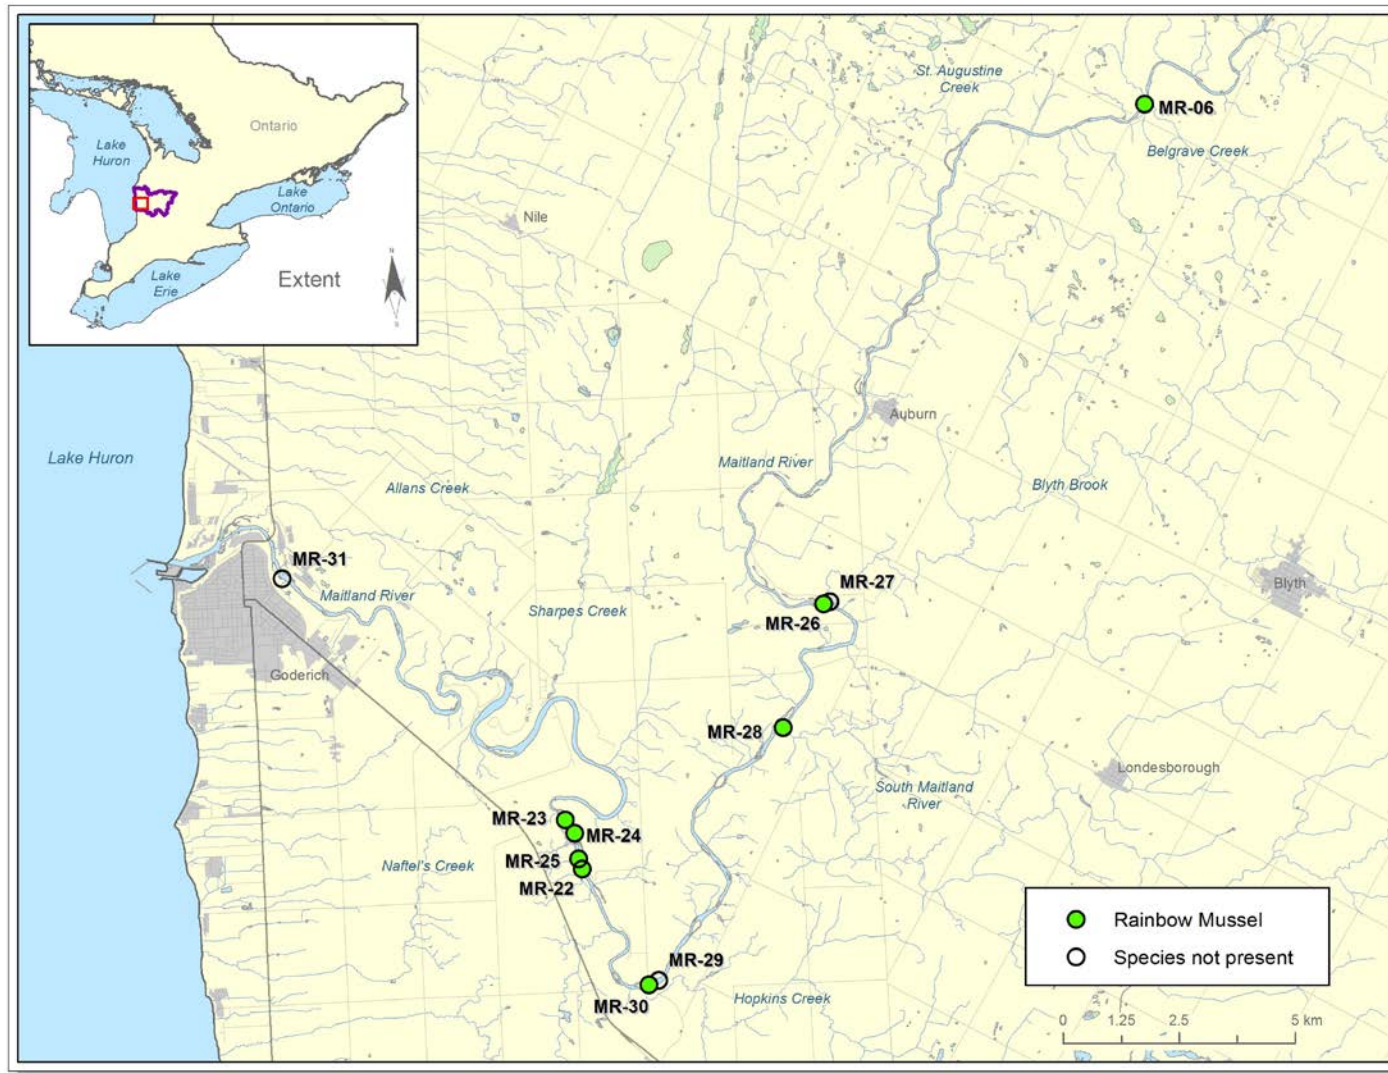 Ontario
Lake
Huron
Lake
Ontario
Lake
Erie
Extent
N
St. Augustine
Creek
MR-06
Belgrave Creek
Nile
Auburn
Lake Huron
Maitland River
Allans Creek
Blyth Brook
MR-31
Maitland River
MR-27
Blyth
Sharpes Creek
MR-26
Goderich
MR-28
Londesborough
South Maitland
River
MR-23
MR-24
MR-25
Naftel's Creek
MR-22
Rainbow Mussel
Species not present
MR-29
MR-30
Hopkins Creek
0 1.25 2.5 5 km